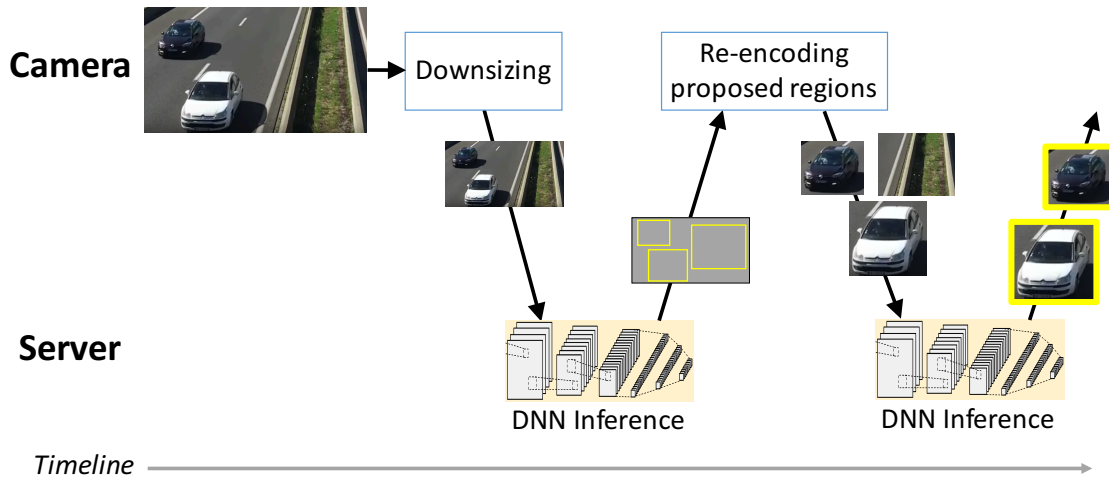 Camera
Downsizing
Re-encoding
proposed regions
Server
DNN Inference
DNN Inference
Timeline